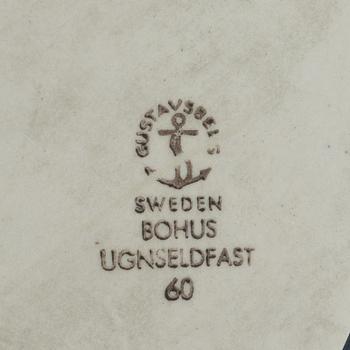 GUSTAVSBERG
SWEDEN
BOHUS
UGNSELDFAST
60